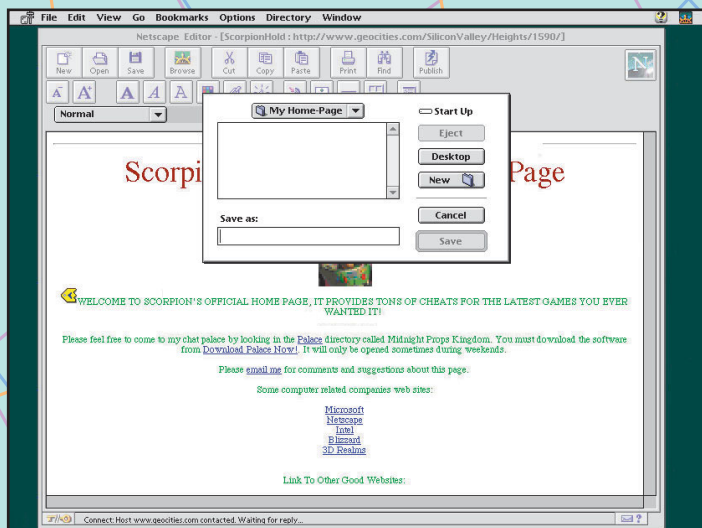 File Edit View Go Bookmarks Options Directory Window
Netscape Editor - [ScorpionHold : http://www.geocities.com/SiliconValley/Heights/1590/]
New Open Save Browse Cut Copy Paste Print Find Publish
N
A A A A A
Normal
My Home-Page
Start Up
Eject
Desktop
New
Save as:
Cancel
Save
Scorpi Page
WELCOME TO SCORPION'S OFFICIAL HOME PAGE, IT PROVIDES TONS OF CHEATS FOR THE LATEST GAMES YOU EVER
WANTED IT!
Please feel free to come to my chat palace by looking in the Palace directory called Midnight Props Kingdom. You must download the software
from Download Palace Now!. It will only be opened sometimes during weekends.
Please email me for comments and suggestions about this page.
Some computer related companies web sites:
Microsoft
Netscape
Intel
Blizzard
3D Realms
Link To Other Good Websites:
Connect: Host www.geocities.com contacted. Waiting for reply...